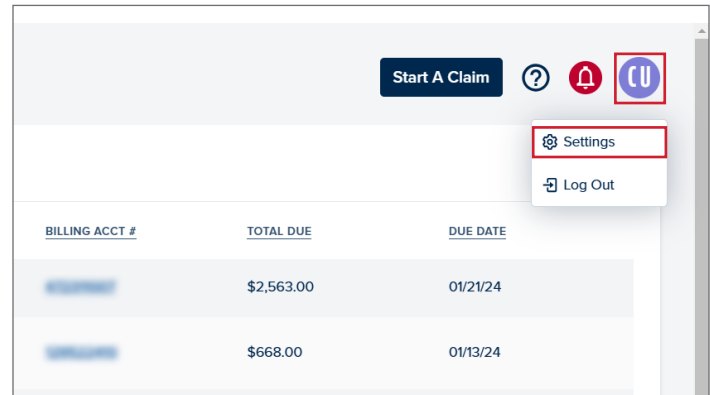 Start A Claim ? CU
Settings
Log Out
BILLING ACCT # TOTAL DUE DUE DATE
$2,563.00 01/21/24
$668.00 01/13/24